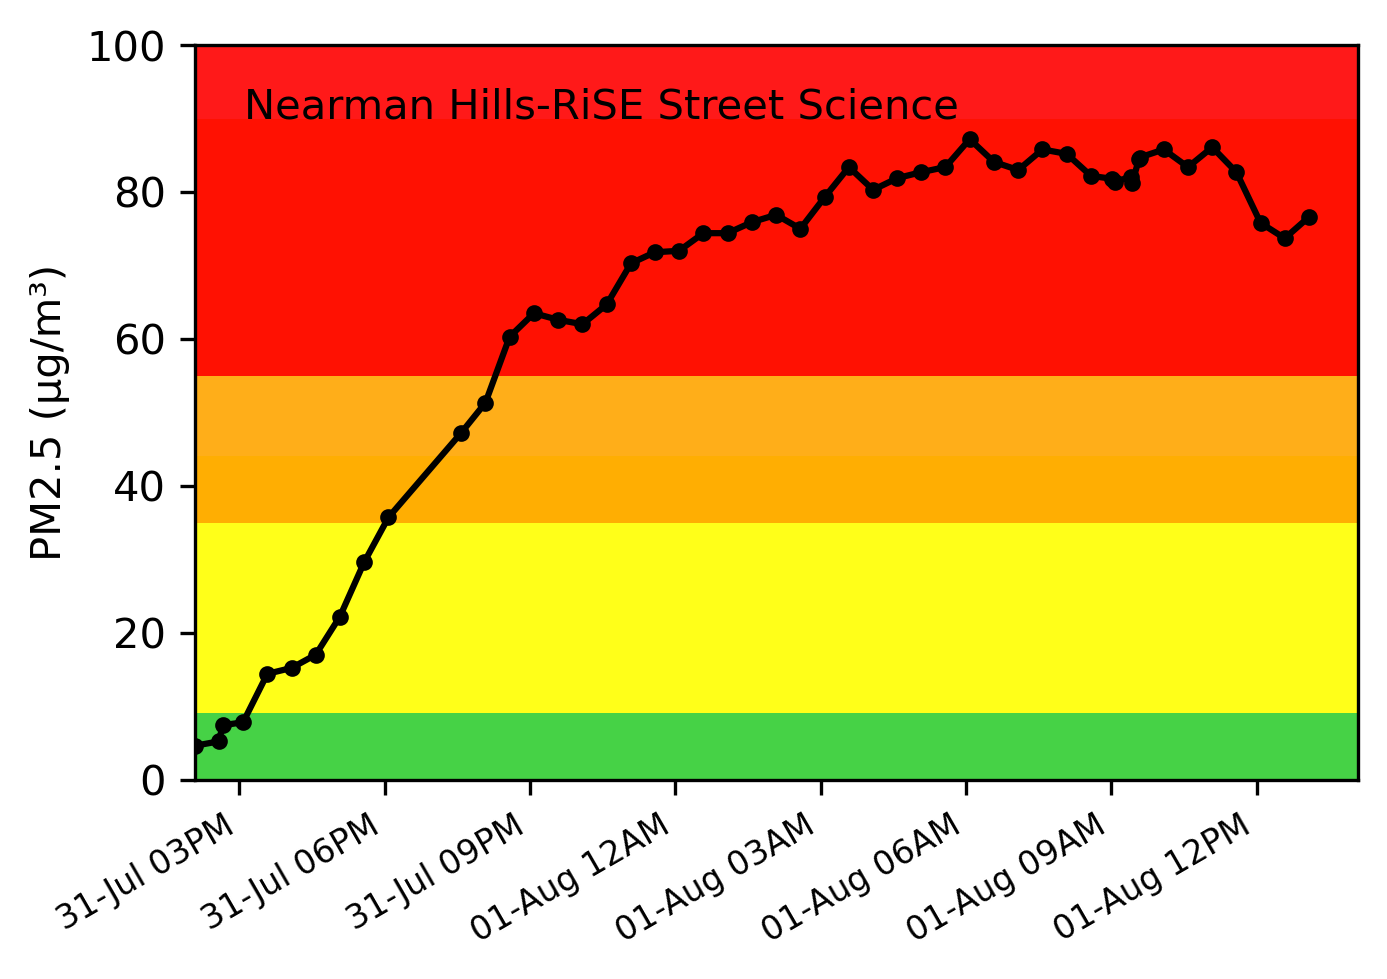 Nearman Hills-RiSE Street Science
PM2.5 (µg/m³)
100
80
60
40
20
0
31-Jul 03PM
31-Jul 06PM
31-Jul 09PM
01-Aug 12AM
01-Aug 03AM
01-Aug 06AM
01-Aug 09AM
01-Aug 12PM